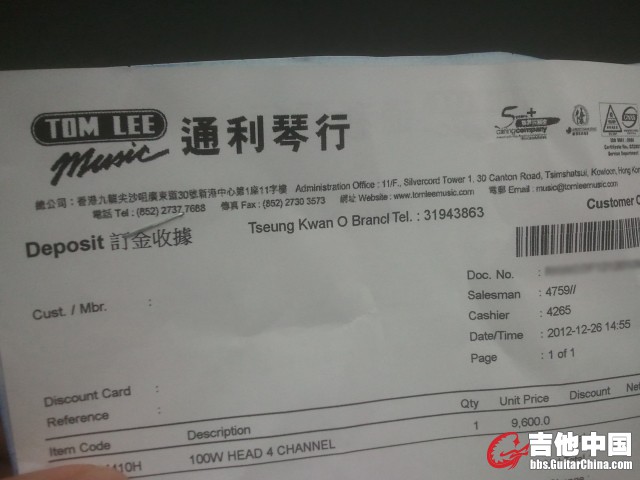 TOM LEE
Music
通利琴行
5 years+
caringcompany
總公司：香港九龍尖沙咀廣東道30號新港中心第1座11字樓 Administration Office : 11/F., Silvercord Tower 1, 30 Canton Road, Tsimshatsui, Kowloon, Hong Kong
電話 Tel : (852) 2737 7688 傳真 Fax : (852) 2730 3573 網址 Website : www.tomleemusic.com 電郵 Email : music@tomleemusic.com
Deposit 訂金收據
Tseung Kwan O Brancl Tel. : 31943863
Customer C
Doc. No. :
Cust. / Mbr. :
Salesman : 4759//
Cashier : 4265
Date/Time : 2012-12-26 14:55
Page : 1 of 1
Discount Card :
Reference :
Item Code Description Qty Unit Price Discount Net
410H 100W HEAD 4 CHANNEL 1 9,600.0
吉他中国
bbs.GuitarChina.com